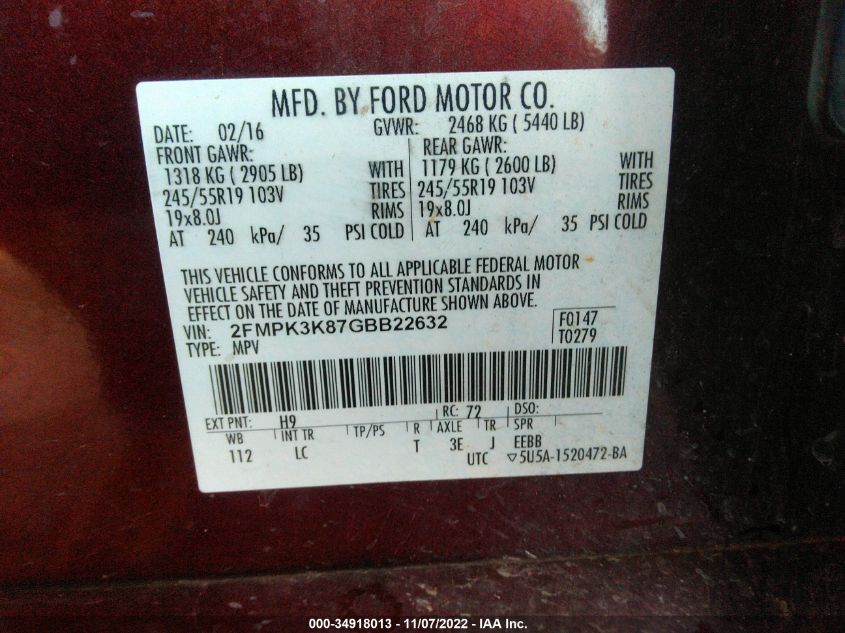 MFD. BY FORD MOTOR CO.
DATE: 02/16 GVWR: 2468 KG ( 5440 LB)
FRONT GAWR: REAR GAWR:
1318 KG ( 2905 LB) WITH 1179 KG ( 2600 LB) WITH
245/55R19 103V TIRES 245/55R19 103V TIRES
19x8.0J RIMS 19x8.0J RIMS
AT 240 kPa/ 35 PSI COLD AT 240 kPa/ 35 PSI COLD
THIS VEHICLE CONFORMS TO ALL APPLICABLE FEDERAL MOTOR
VEHICLE SAFETY AND THEFT PREVENTION STANDARDS IN
EFFECT ON THE DATE OF MANUFACTURE SHOWN ABOVE.
VIN: 2FMPK3K87GBB22632 F0147
TYPE: MPV T0279
EXT PNT: H9 RC: 72 DSO:
WB INT TR TP/PS R AXLE TR SPR
112 LC T 3E J EEBB
UTC ▽5U5A-1520472-BA
000-34918013 - 11/07/2022 - IAA Inc.